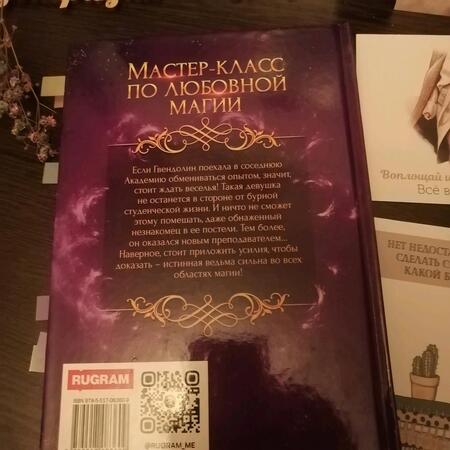 Мастер-класс
по любовной
магии
Если Гвендолин поехала в соседнюю
Академию обмениваться опытом, значит,
стоит ждать веселья! Такая девушка
не останется в стороне от бурной
студенческой жизни. И ничто не сможет
этому помешать, даже обнаженный
незнакомец в ее постели. Тем более,
он оказался новым преподавателем...
Наверное, стоит приложить усилия, чтобы
доказать – истинная ведьма сильна во всех
областях магии!
RUGRAM
@RUGRAM_ME
Воплощай
Всё
НЕТ
СДЕЛАТЬ
КАКОЙ